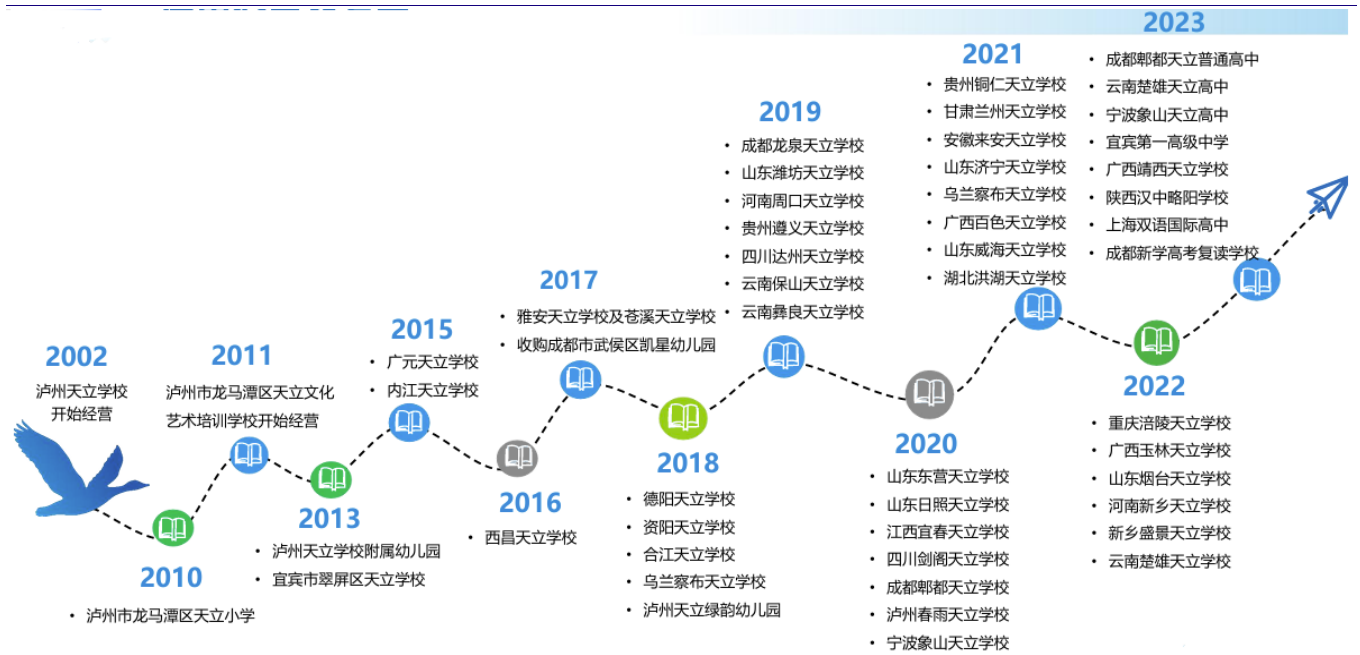 2002
泸州天立学校
开始经营
2010
• 泸州市龙马潭区天立小学
2011
泸州市龙马潭区天立文化
艺术培训学校开始经营
2013
• 泸州天立学校附属幼儿园
• 宜宾市翠屏区天立学校
2015
• 广元天立学校
• 内江天立学校
2016
• 西昌天立学校
2017
• 雅安天立学校及苍溪天立学校
• 收购成都市武侯区凯星幼儿园
2018
• 德阳天立学校
• 资阳天立学校
• 合江天立学校
• 乌兰察布天立学校
• 泸州天立绿韵幼儿园
2019
• 成都龙泉天立学校
• 山东潍坊天立学校
• 河南周口天立学校
• 贵州遵义天立学校
• 四川达州天立学校
• 云南保山天立学校
• 云南彝良天立学校
2020
• 山东东营天立学校
• 山东日照天立学校
• 江西宜春天立学校
• 四川剑阁天立学校
• 成都郫都天立学校
• 泸州春雨天立学校
• 宁波象山天立学校
2021
• 贵州铜仁天立学校
• 甘肃兰州天立学校
• 安徽来安天立学校
• 山东济宁天立学校
• 乌兰察布天立学校
• 广西百色天立学校
• 山东威海天立学校
• 湖北洪湖天立学校
2022
• 重庆涪陵天立学校
• 广西玉林天立学校
• 山东烟台天立学校
• 河南新乡天立学校
• 新乡盛景天立学校
• 云南楚雄天立学校
2023
• 成都郫都天立普通高中
• 云南楚雄天立高中
• 宁波象山天立高中
• 宜宾第一高级中学
• 广西靖西天立学校
• 陕西汉中略阳学校
• 上海双语国际高中
• 成都新学高考复读学校